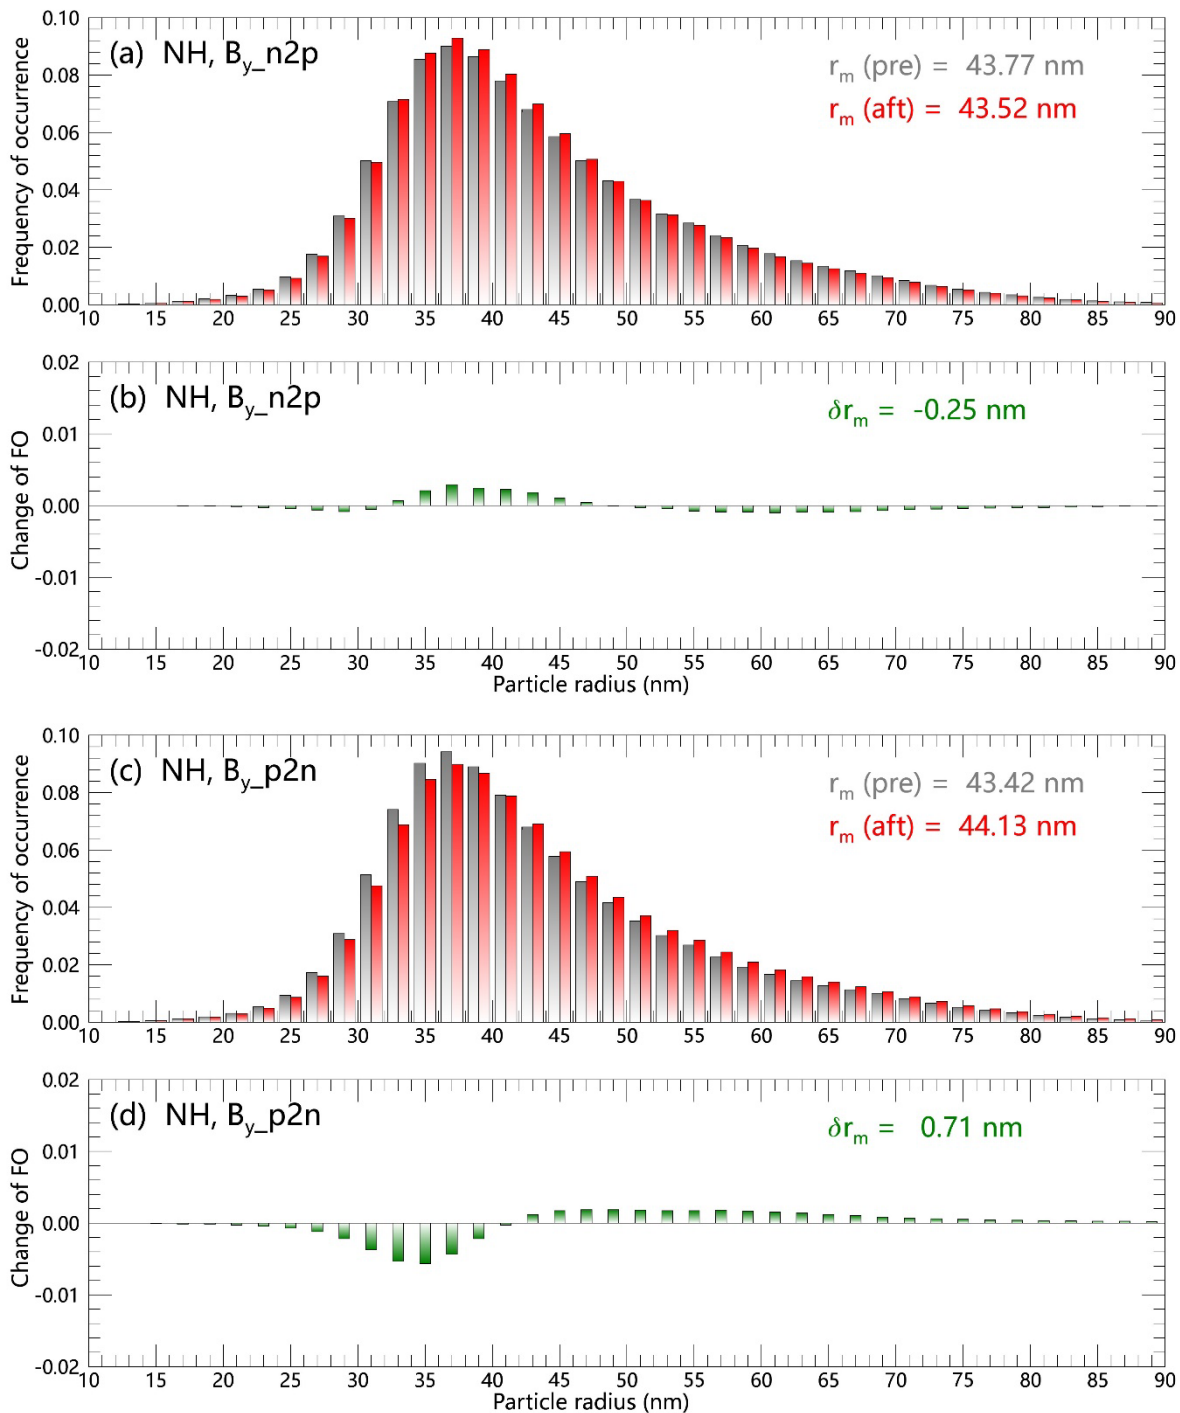 (a) NH, By_n2p
rm (pre) = 43.77 nm
rm (aft) = 43.52 nm
Frequency of occurrence
0.10
0.08
0.06
0.04
0.02
0.00
10 15 20 25 30 35 40 45 50 55 60 65 70 75 80 85 90
(b) NH, By_n2p
δrm = -0.25 nm
Change of FO
0.02
0.01
0.00
-0.01
-0.02
10 15 20 25 30 35 40 45 50 55 60 65 70 75 80 85 90
Particle radius (nm)
(c) NH, By_p2n
rm (pre) = 43.42 nm
rm (aft) = 44.13 nm
Frequency of occurrence
0.10
0.08
0.06
0.04
0.02
0.00
10 15 20 25 30 35 40 45 50 55 60 65 70 75 80 85 90
(d) NH, By_p2n
δrm = 0.71 nm
Change of FO
0.02
0.01
0.00
-0.01
-0.02
10 15 20 25 30 35 40 45 50 55 60 65 70 75 80 85 90
Particle radius (nm)